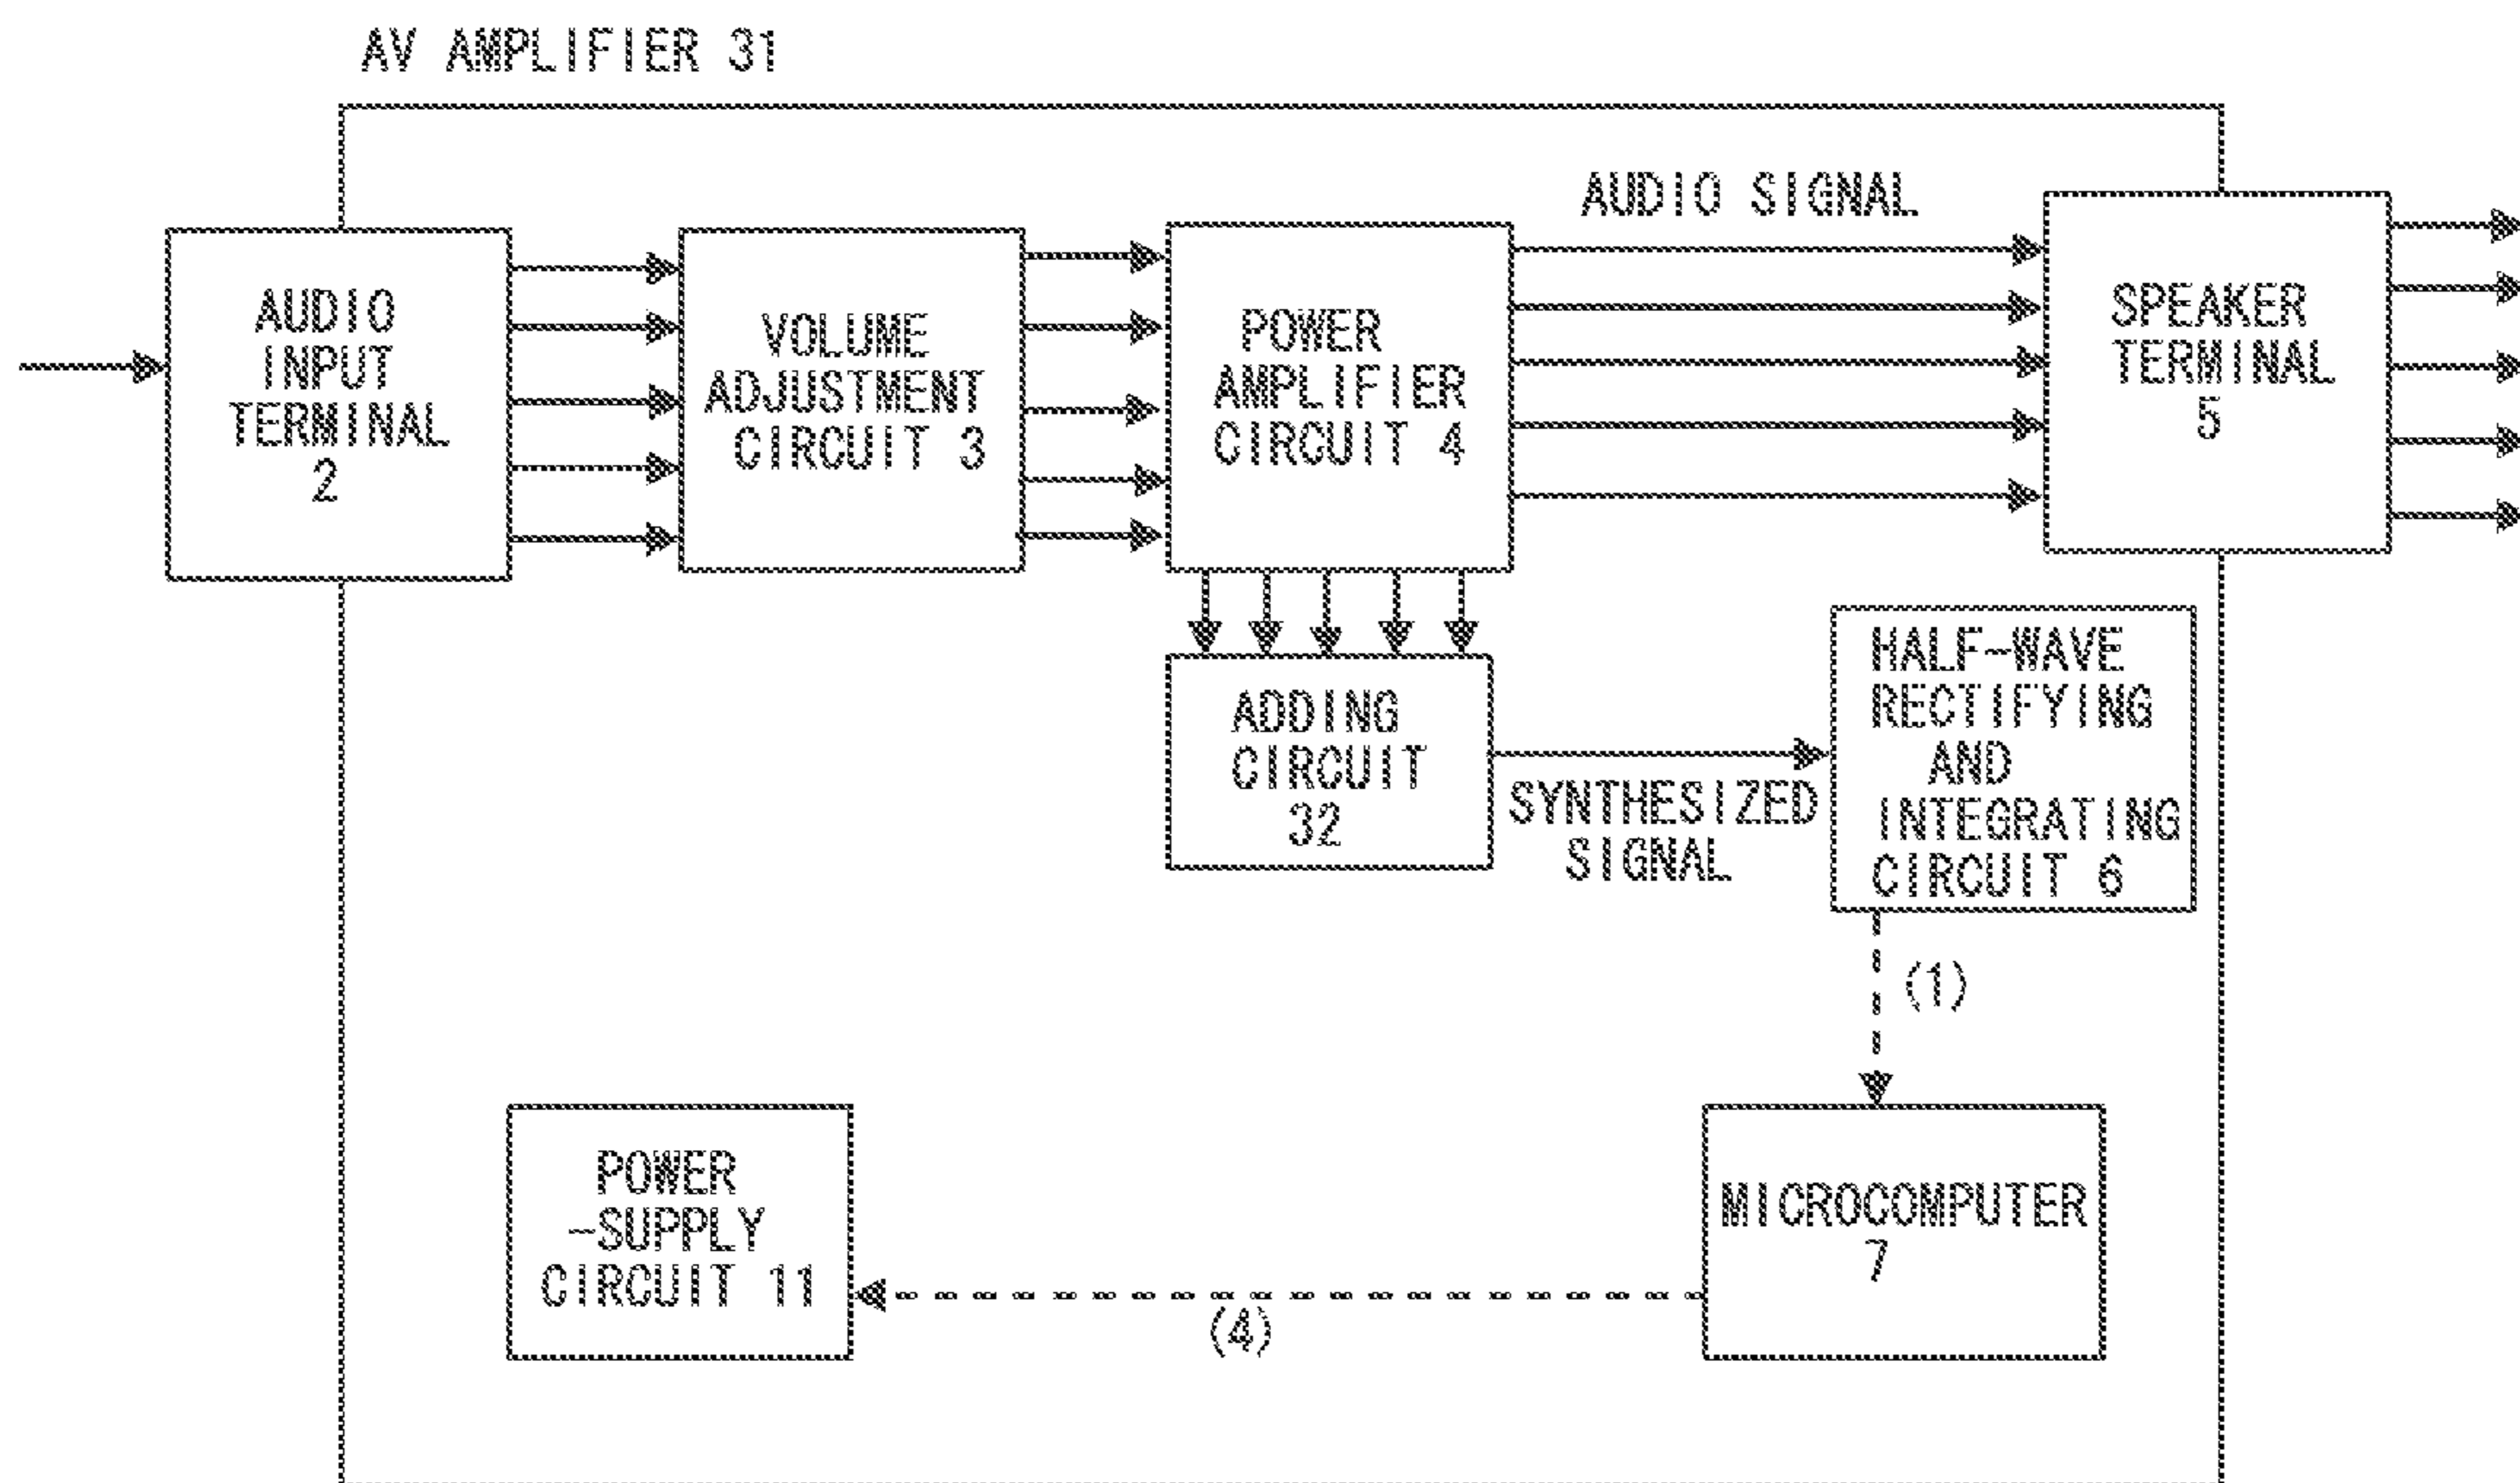 AV AMPLIFIER 31
AUDIO
INPUT
TERMINAL
2
VOLUME
ADJUSTMENT
CIRCUIT 3
POWER
AMPLIFIER
CIRCUIT 4
AUDIO SIGNAL
SPEAKER
TERMINAL
5
ADDING
CIRCUIT
32
SYNTHESIZED
SIGNAL
HALF-WAVE
RECTIFYING
AND
INTEGRATING
CIRCUIT 6
(1)
MICROCOMPUTER
7
POWER
-SUPPLY
CIRCUIT 11
(4)